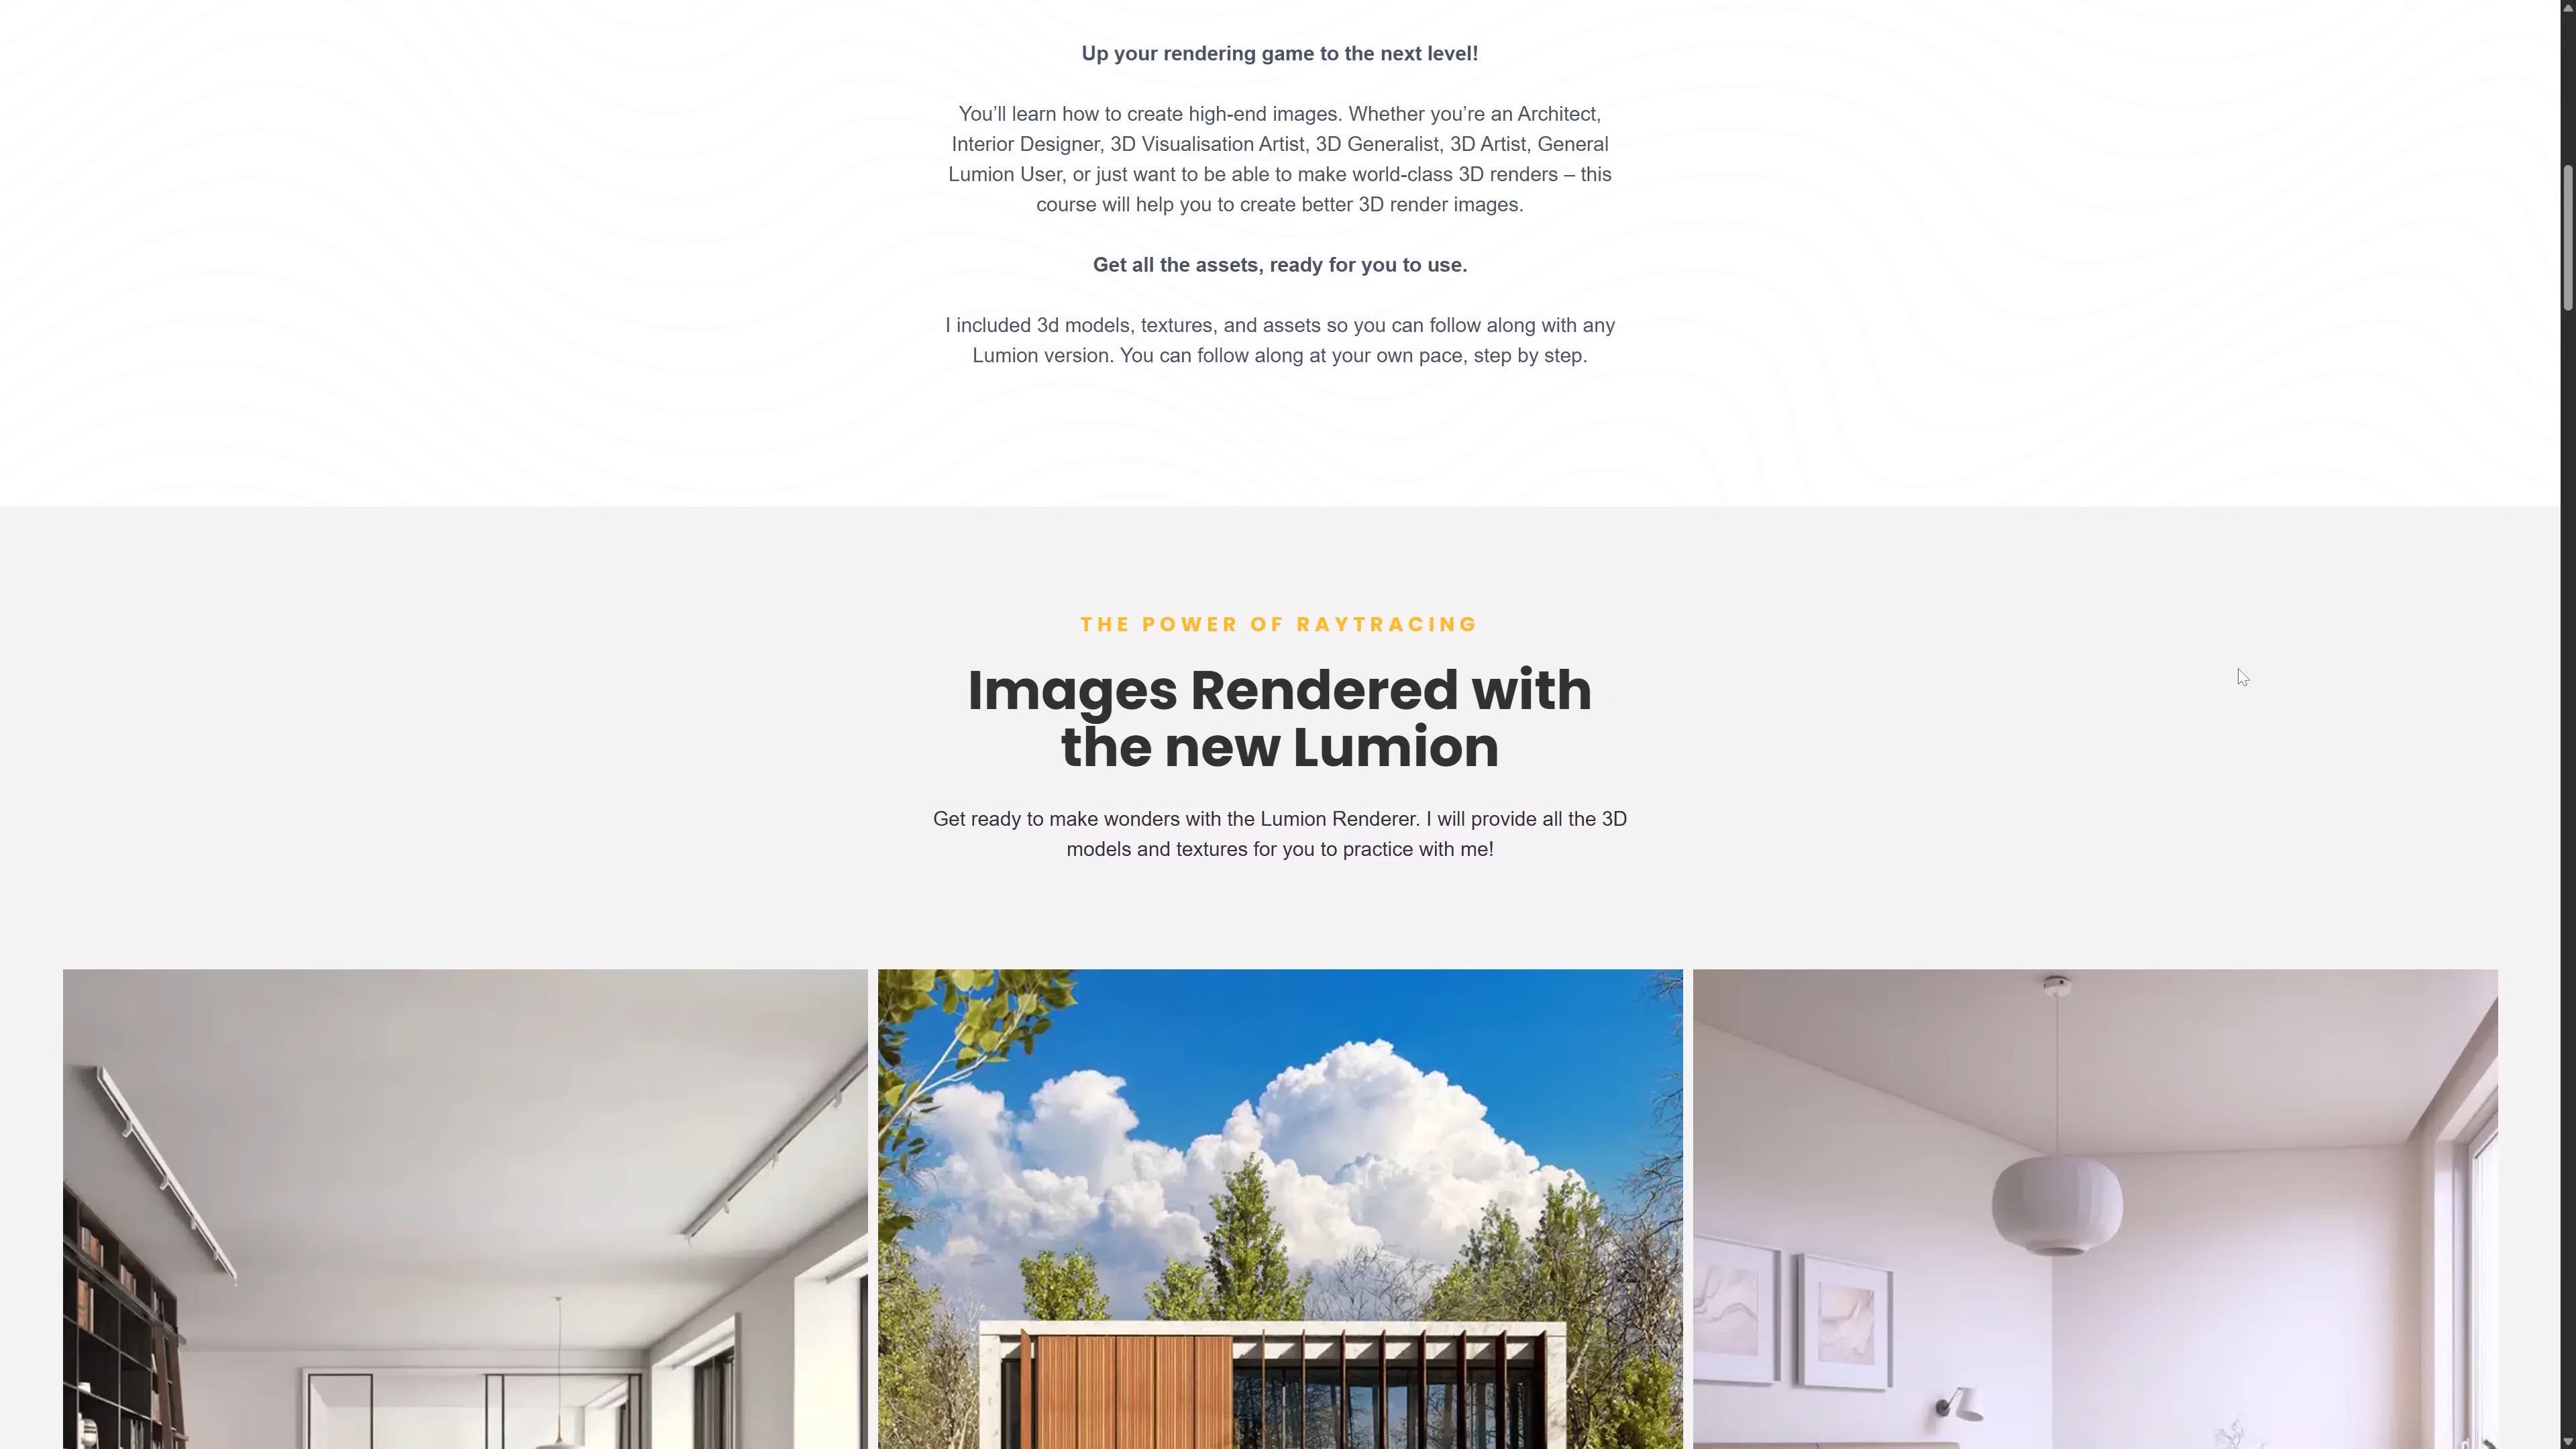 Up your rendering game to the next level!
You’ll learn how to create high-end images. Whether you’re an Architect,
Interior Designer, 3D Visualisation Artist, 3D Generalist, 3D Artist, General
Lumion User, or just want to be able to make world-class 3D renders – this
course will help you to create better 3D render images.
Get all the assets, ready for you to use.
I included 3d models, textures, and assets so you can follow along with any
Lumion version. You can follow along at your own pace, step by step.
THE POWER OF RAYTRACING
Images Rendered with
the new Lumion
Get ready to make wonders with the Lumion Renderer. I will provide all the 3D
models and textures for you to practice with me!